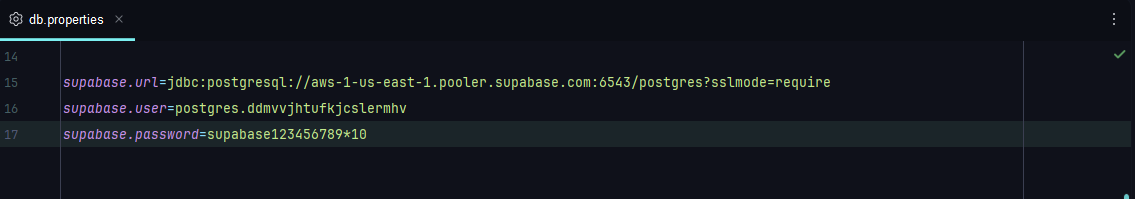 db.properties
14
15 supabase.url=jdbc:postgresql://aws-1-us-east-1.pooler.supabase.com:6543/postgres?sslmode=require
16 supabase.user=postgres.ddmvvjhtufkjcslermhv
17 supabase.password=supabase123456789*10